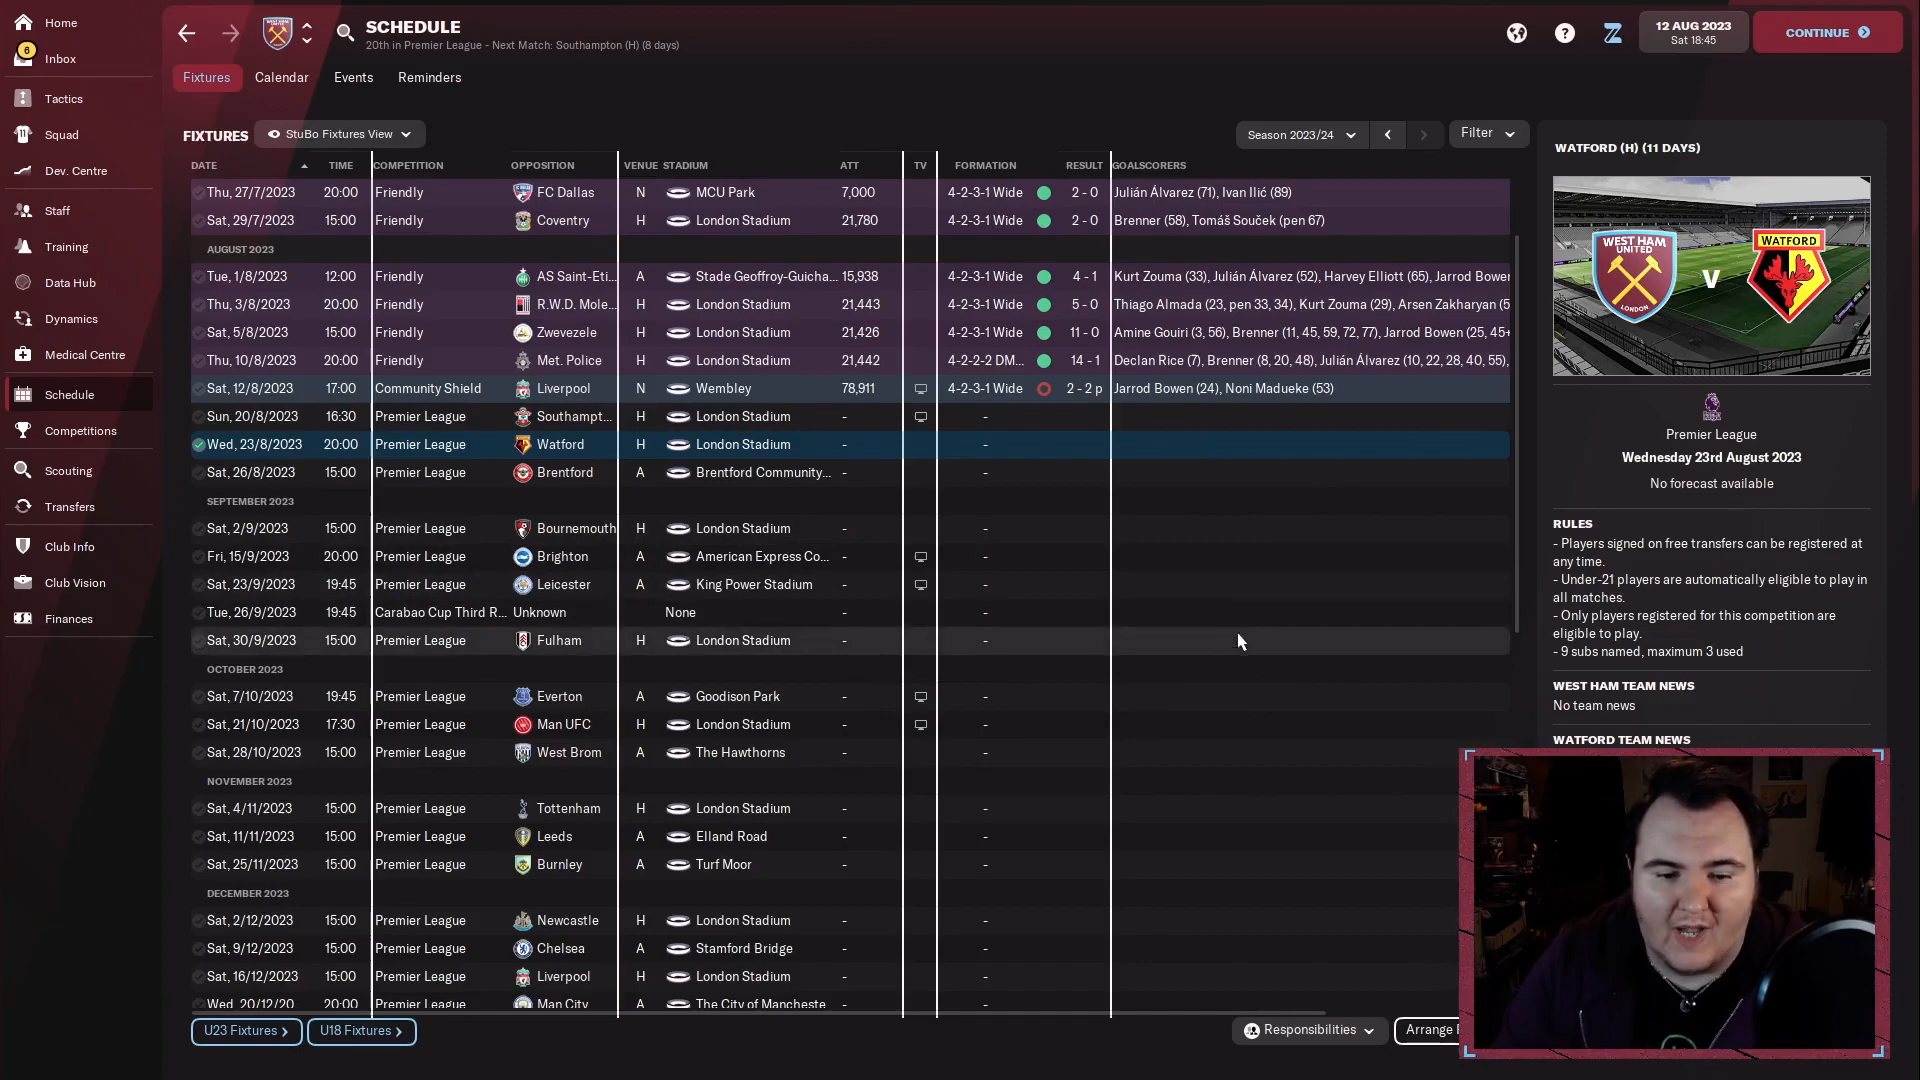 Home
6
Inbox
Tactics
Squad
Dev. Centre
Staff
Training
Data Hub
Dynamics
Medical Centre
Schedule
Competitions
Scouting
Transfers
Club Info
Club Vision
Finances
SCHEDULE
20th in Premier League - Next Match: Southampton (H) (8 days)
12 AUG 2023
Sat 18:45
CONTINUE
Fixtures Calendar Events Reminders
FIXTURES StuBo Fixtures View Season 2023/24 Filter
DATE TIME COMPETITION OPPOSITION VENUE STADIUM ATT TV FORMATION RESULT GOALSCORERS
Thu, 27/7/2023 20:00 Friendly FC Dallas N MCU Park 7,000 4-2-3-1 Wide 2 - 0 Julián Álvarez (71), Ivan Ilić (89)
Sat, 29/7/2023 15:00 Friendly Coventry H London Stadium 21,780 4-2-3-1 Wide 2 - 0 Brenner (58), Tomáš Souček (pen 67)
AUGUST 2023
Tue, 1/8/2023 12:00 Friendly AS Saint-Eti... A Stade Geoffroy-Guicha... 15,938 4-2-3-1 Wide 4 - 1 Kurt Zouma (33), Julián Álvarez (52), Harvey Elliott (65), Jarrod Bower
Thu, 3/8/2023 20:00 Friendly R.W.D. Mole... H London Stadium 21,443 4-2-3-1 Wide 5 - 0 Thiago Almada (23, pen 33, 34), Kurt Zouma (29), Arsen Zakharyan (5
Sat, 5/8/2023 15:00 Friendly Zwevezele H London Stadium 21,426 4-2-3-1 Wide 11 - 0 Amine Gouiri (3, 56), Brenner (11, 45, 59, 72, 77), Jarrod Bowen (25, 45+
Thu, 10/8/2023 20:00 Friendly Met. Police H London Stadium 21,442 4-2-2-2 DM... 14 - 1 Declan Rice (7), Brenner (8, 20, 48), Julián Álvarez (10, 22, 28, 40, 55),
Sat, 12/8/2023 17:00 Community Shield Liverpool N Wembley 78,911 4-2-3-1 Wide 2 - 2 p Jarrod Bowen (24), Noni Madueke (53)
Sun, 20/8/2023 16:30 Premier League Southampt... H London Stadium - -
Wed, 23/8/2023 20:00 Premier League Watford H London Stadium - -
Sat, 26/8/2023 15:00 Premier League Brentford A Brentford Community... - -
SEPTEMBER 2023
Sat, 2/9/2023 15:00 Premier League Bournemouth H London Stadium - -
Fri, 15/9/2023 20:00 Premier League Brighton A American Express Co... - -
Sat, 23/9/2023 19:45 Premier League Leicester A King Power Stadium - -
Tue, 26/9/2023 19:45 Carabao Cup Third R... Unknown None - -
Sat, 30/9/2023 15:00 Premier League Fulham H London Stadium - -
OCTOBER 2023
Sat, 7/10/2023 19:45 Premier League Everton A Goodison Park - -
Sat, 21/10/2023 17:30 Premier League Man UFC H London Stadium - -
Sat, 28/10/2023 15:00 Premier League West Brom A The Hawthorns - -
NOVEMBER 2023
Sat, 4/11/2023 15:00 Premier League Tottenham H London Stadium - -
Sat, 11/11/2023 15:00 Premier League Leeds A Elland Road - -
Sat, 25/11/2023 15:00 Premier League Burnley A Turf Moor - -
DECEMBER 2023
Sat, 2/12/2023 15:00 Premier League Newcastle H London Stadium - -
Sat, 9/12/2023 15:00 Premier League Chelsea A Stamford Bridge - -
Sat, 16/12/2023 15:00 Premier League Liverpool H London Stadium - -
Wed, 20/12/20 20:00 Premier League Man City A The City of Mancheste - -
U23 Fixtures U18 Fixtures Responsibilities Arrange F
WATFORD (H) (11 DAYS)
WEST HAM
UNITED
LONDON
V
WATFORD
Premier League
Wednesday 23rd August 2023
No forecast available
RULES
- Players signed on free transfers can be registered at
any time.
- Under-21 players are automatically eligible to play in
all matches.
- Only players registered for this competition are
eligible to play.
- 9 subs named, maximum 3 used
WEST HAM TEAM NEWS
No team news
WATFORD TEAM NEWS